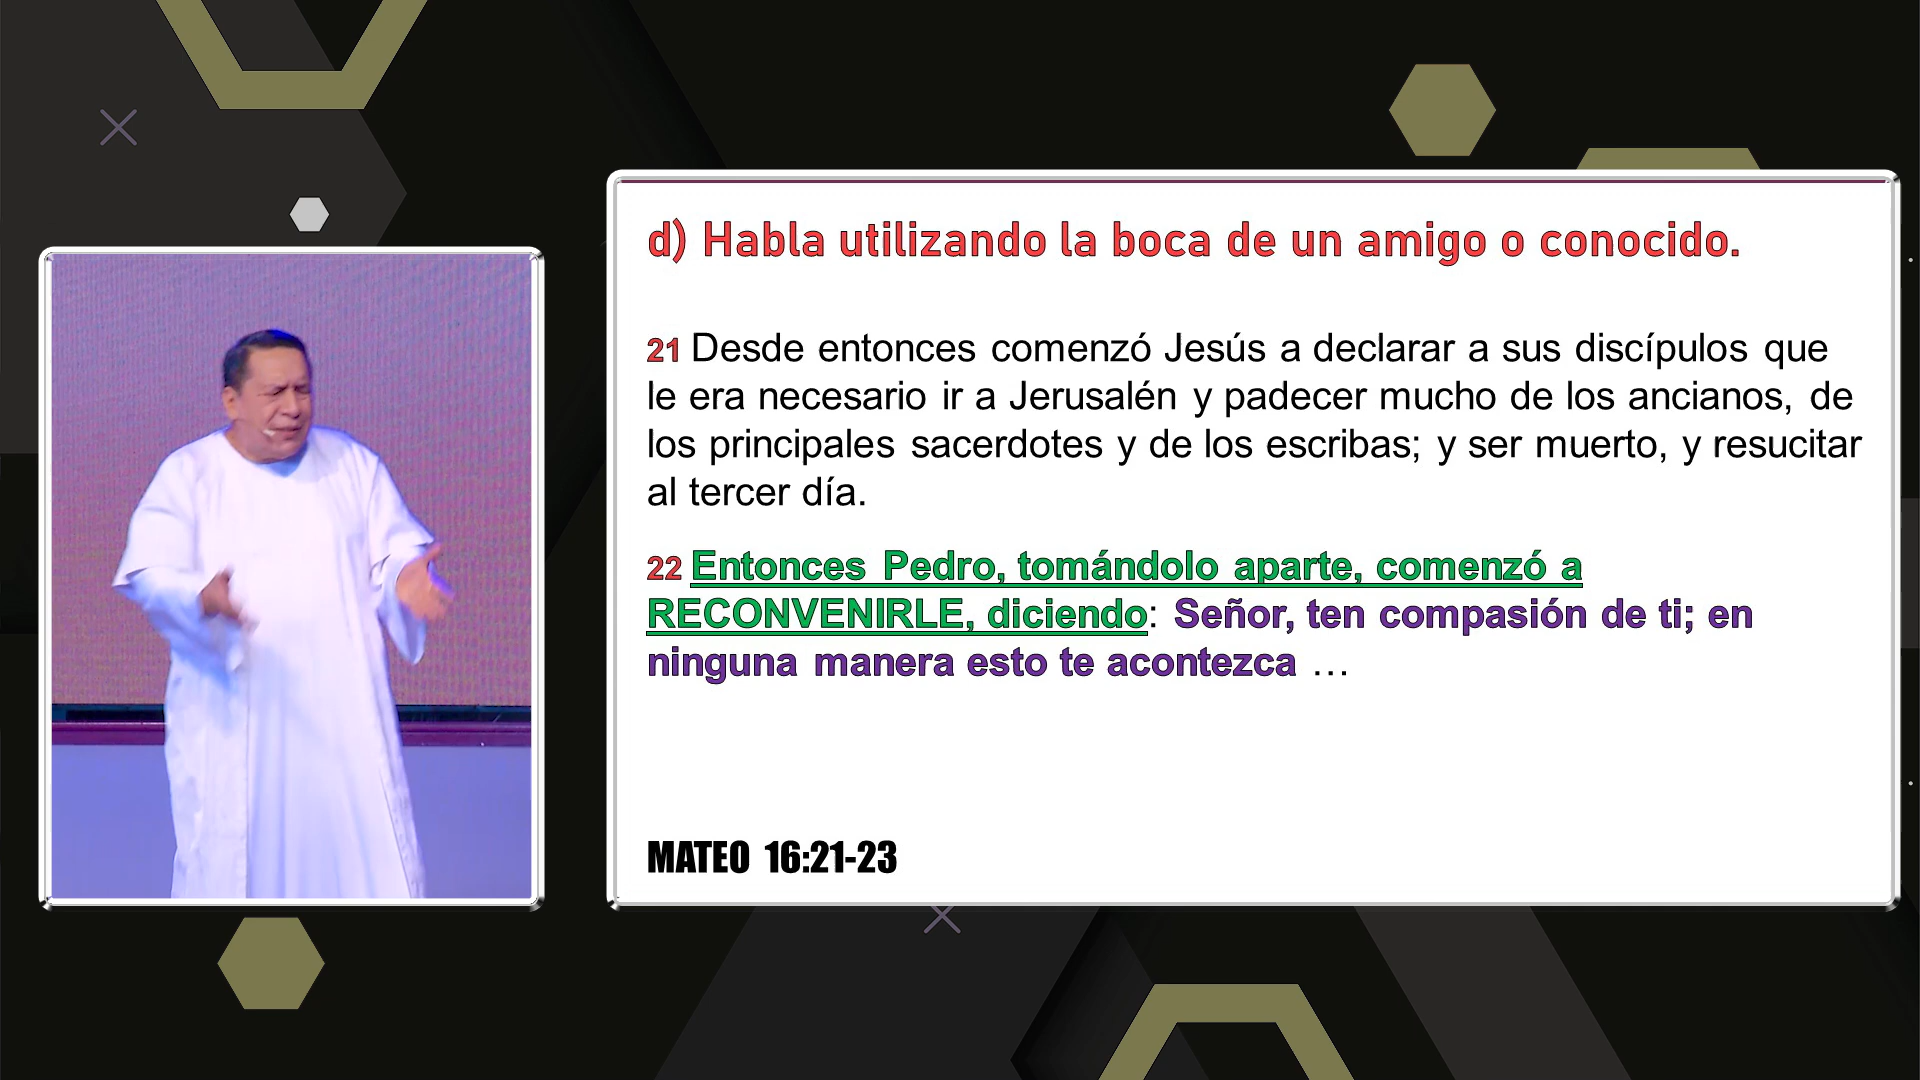 d) Habla utilizando la boca de un amigo o conocido.
21 Desde entonces comenzó Jesús a declarar a sus discípulos que
le era necesario ir a Jerusalén y padecer mucho de los ancianos, de
los principales sacerdotes y de los escribas; y ser muerto, y resucitar
al tercer día.
22 Entonces Pedro, tomándolo aparte, comenzó a
RECONVENIRLE, diciendo: Señor, ten compasión de ti; en
ninguna manera esto te acontezca …
MATEO 16:21-23